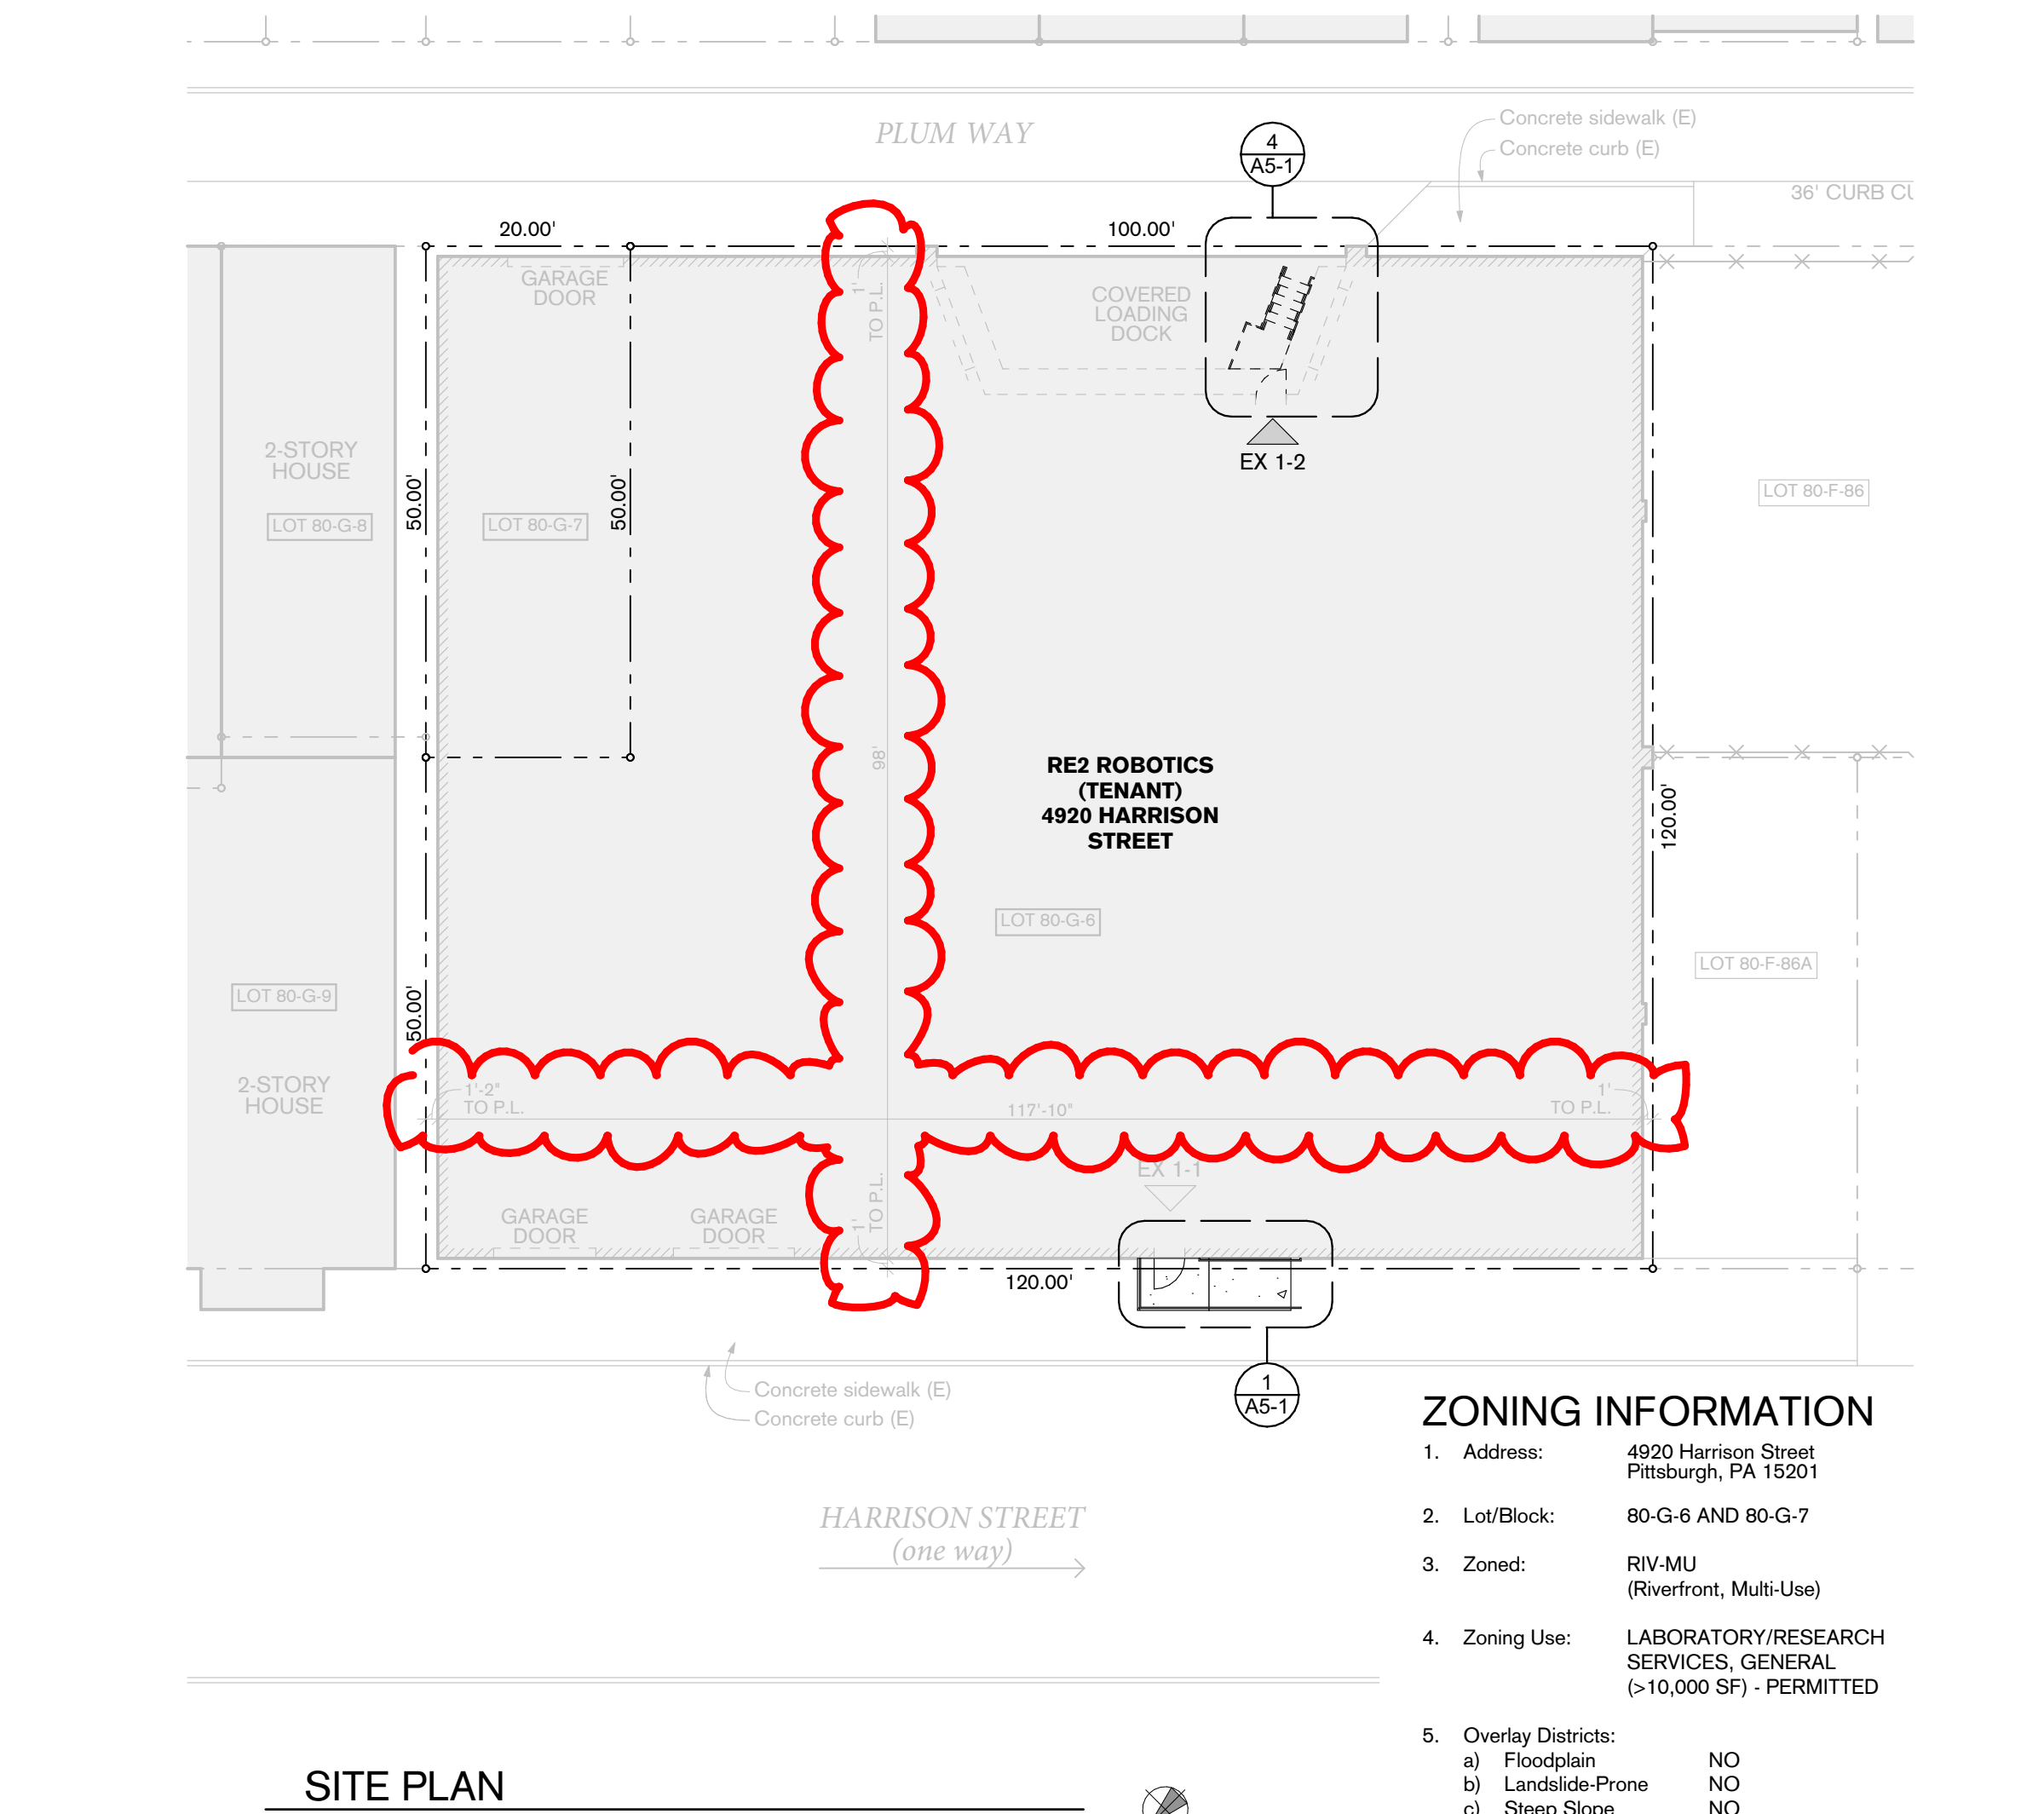 PLUM WAY
Concrete sidewalk (E)
Concrete curb (E)
4
A5-1
36' CURB CU
20.00'
100.00'
GARAGE
DOOR
1'
TO P.L.
COVERED
LOADING
DOCK
EX 1-2
2-STORY
HOUSE
LOT 80-G-8
50.00'
LOT 80-G-7
50.00'
LOT 80-F-86
98'
RE2 ROBOTICS
(TENANT)
4920 HARRISON
STREET
120.00'
LOT 80-G-6
LOT 80-F-86A
LOT 80-G-9
50.00'
2-STORY
HOUSE
1'-2"
TO P.L.
117'-10"
1'
TO P.L.
EX 1-1
GARAGE
DOOR
GARAGE
DOOR
1'
TO P.L.
120.00'
1
A5-1
Concrete sidewalk (E)
Concrete curb (E)
HARRISON STREET
(one way)
ZONING INFORMATION
1. Address: 4920 Harrison Street
Pittsburgh, PA 15201
2. Lot/Block: 80-G-6 AND 80-G-7
3. Zoned: RIV-MU
(Riverfront, Multi-Use)
4. Zoning Use: LABORATORY/RESEARCH
SERVICES, GENERAL
(>10,000 SF) - PERMITTED
5. Overlay Districts:
a) Floodplain NO
b) Landslide-Prone NO
c) Steep Slope NO
SITE PLAN